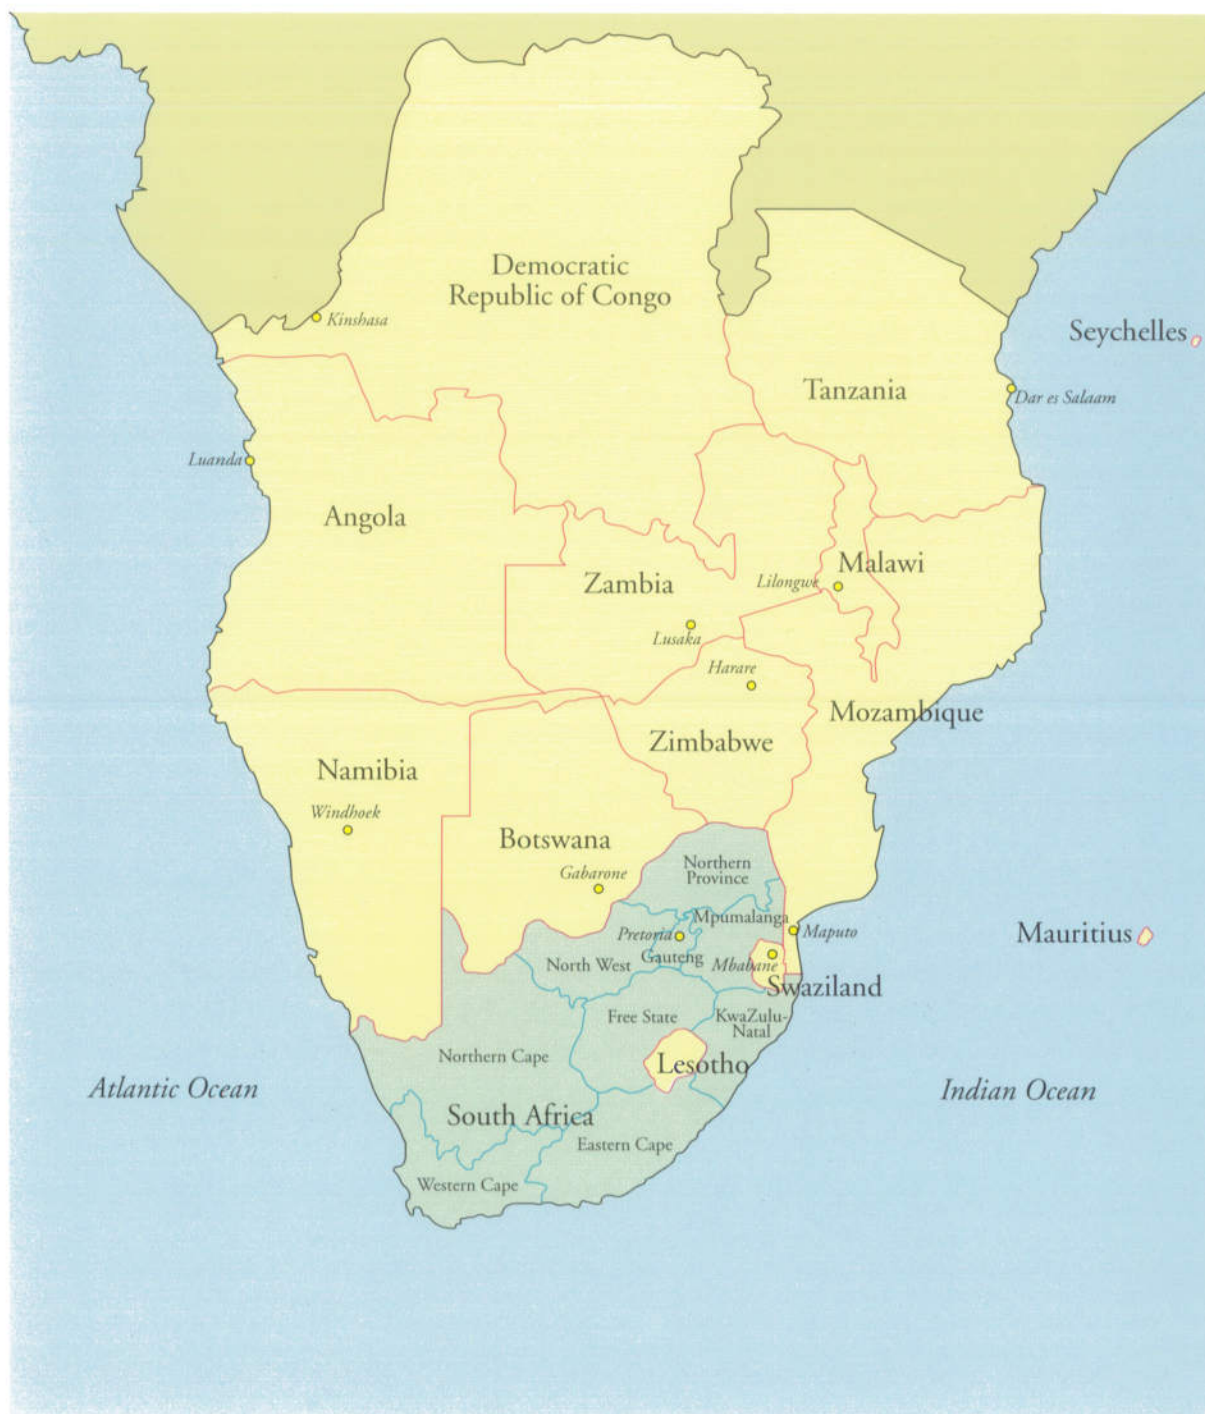 Democratic
Republic of Congo
Kinshasa
Seychelles
Tanzania
Dar es Salaam
Luanda
Angola
Malawi
Zambia
Lilongwe
Lusaka
Harare
Mozambique
Zimbabwe
Namibia
Windhoek
Botswana
Gabarone
Northern
Province
Mpumalanga
Pretoria
Maputo
Mauritius
Gauteng
North West
Mbabane
Swaziland
Free State
KwaZulu-
Natal
Northern Cape
Lesotho
Atlantic Ocean
Indian Ocean
South Africa
Eastern Cape
Western Cape